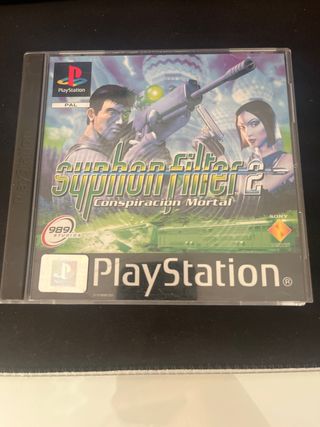 PlayStation
PAL
syphon filter 2
Conspiración Mortal
989
STUDIOS
SONY
PlayStation®